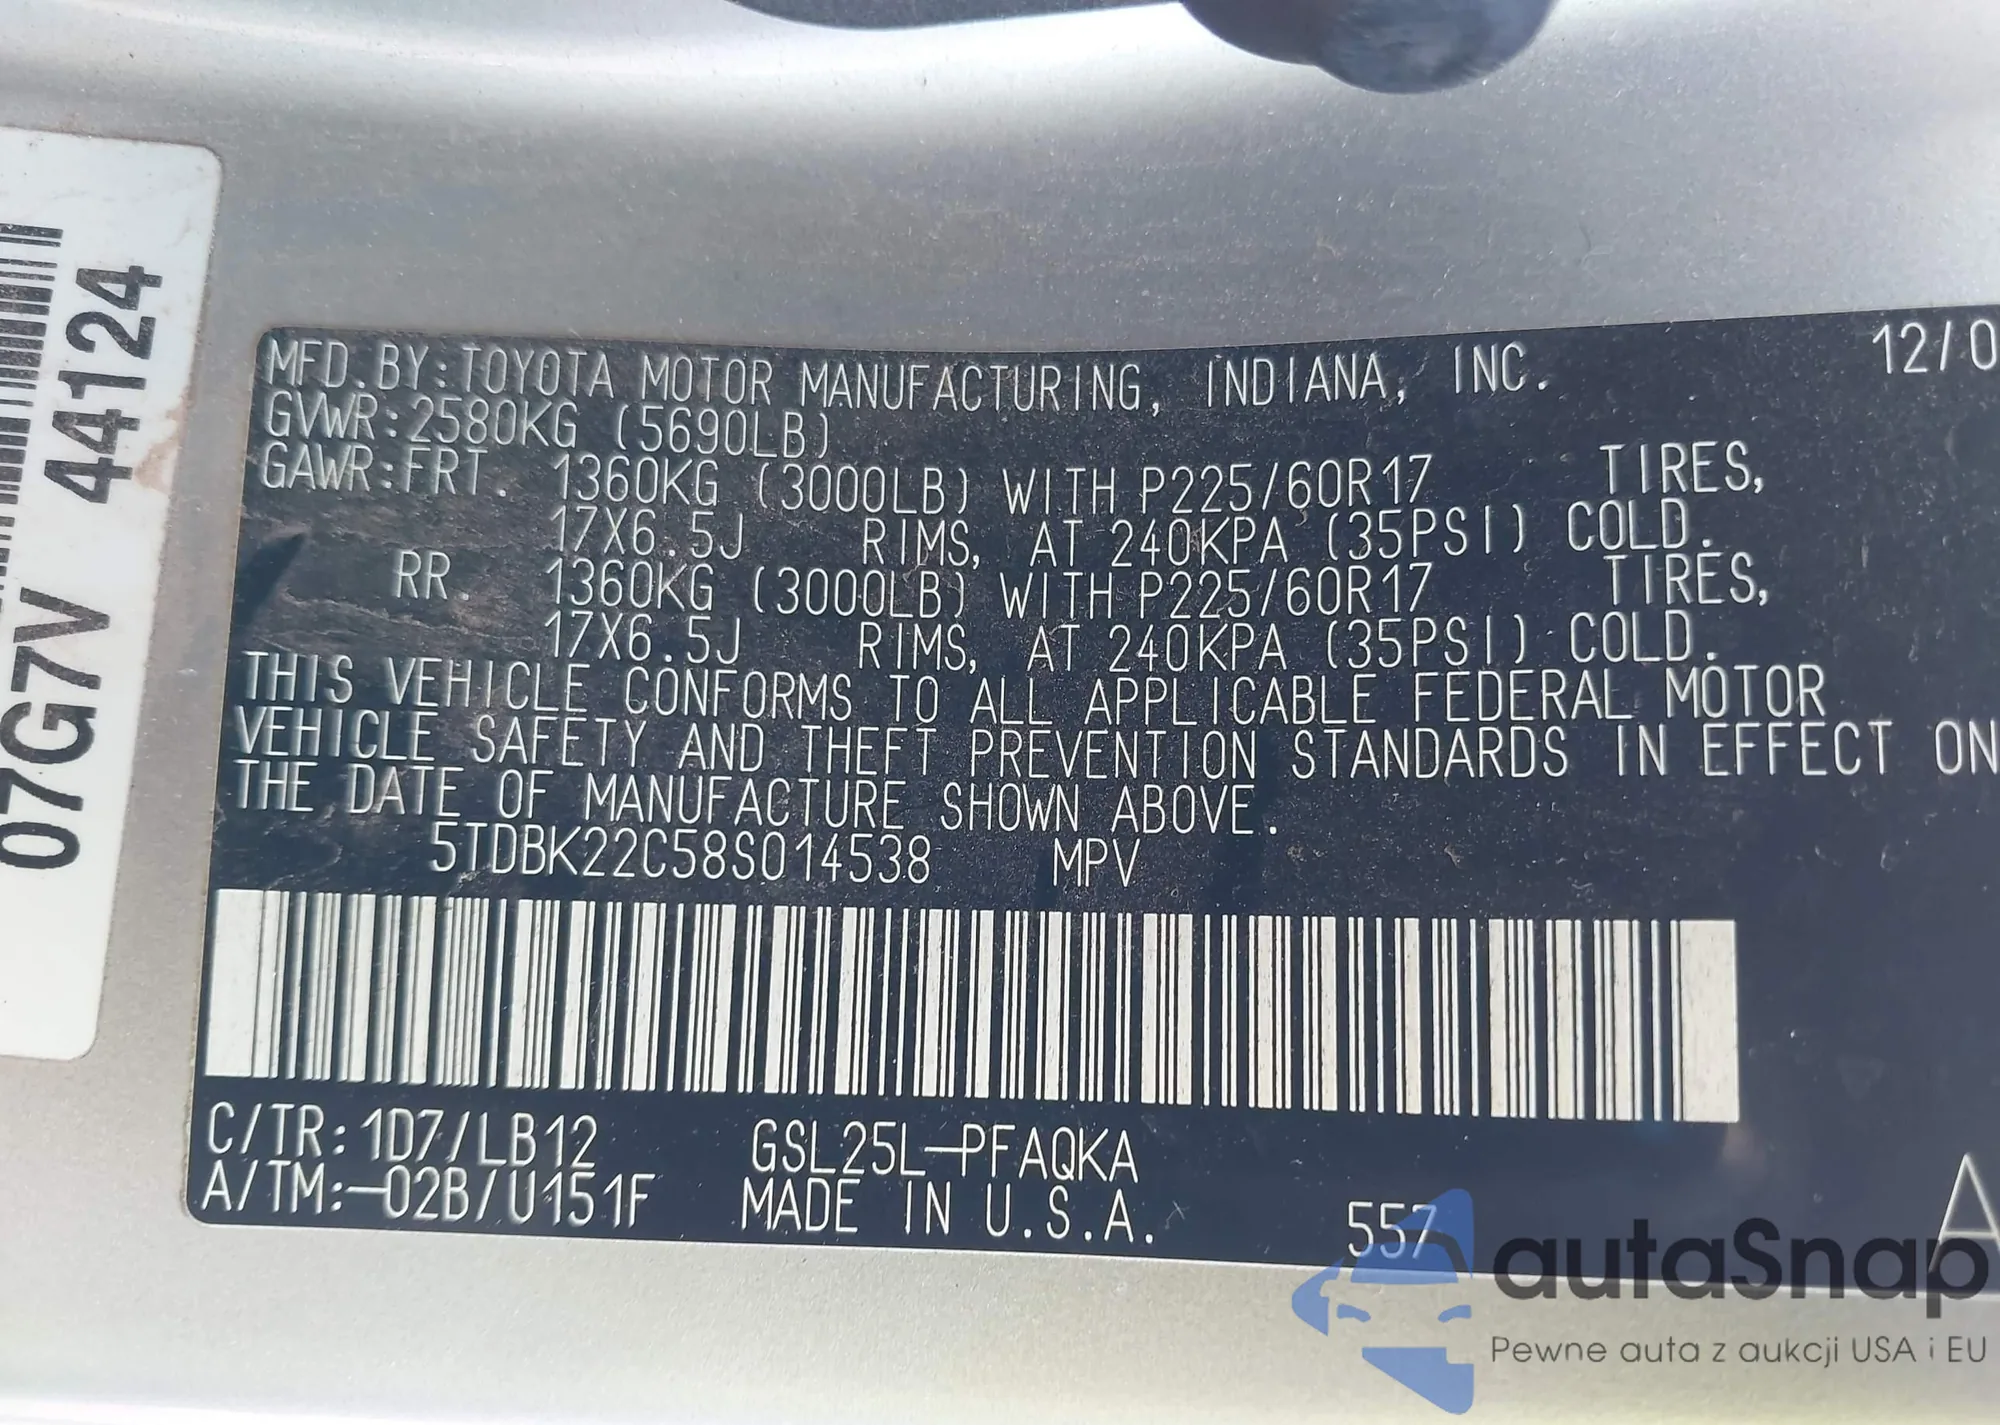 07G7V 44124
MFD.BY:TOYOTA MOTOR MANUFACTURING, INDIANA, INC. 12/0
GVWR:2580KG (5690LB)
GAWR:FRT. 1360KG (3000LB) WITH P225/60R17 TIRES,
17X6.5J RIMS, AT 240KPA (35PSI) COLD.
RR. 1360KG (3000LB) WITH P225/60R17 TIRES,
17X6.5J RIMS, AT 240KPA (35PSI) COLD.
THIS VEHICLE CONFORMS TO ALL APPLICABLE FEDERAL MOTOR
VEHICLE SAFETY AND THEFT PREVENTION STANDARDS IN EFFECT ON
THE DATE OF MANUFACTURE SHOWN ABOVE.
5TDBK22C58S014538 MPV
C/TR:1D7/LB12 GSL25L-PFAQKA
A/TM:-02B/U151F MADE IN U.S.A. 557 A
autaSnap
Pewne auta z aukcji USA i EU